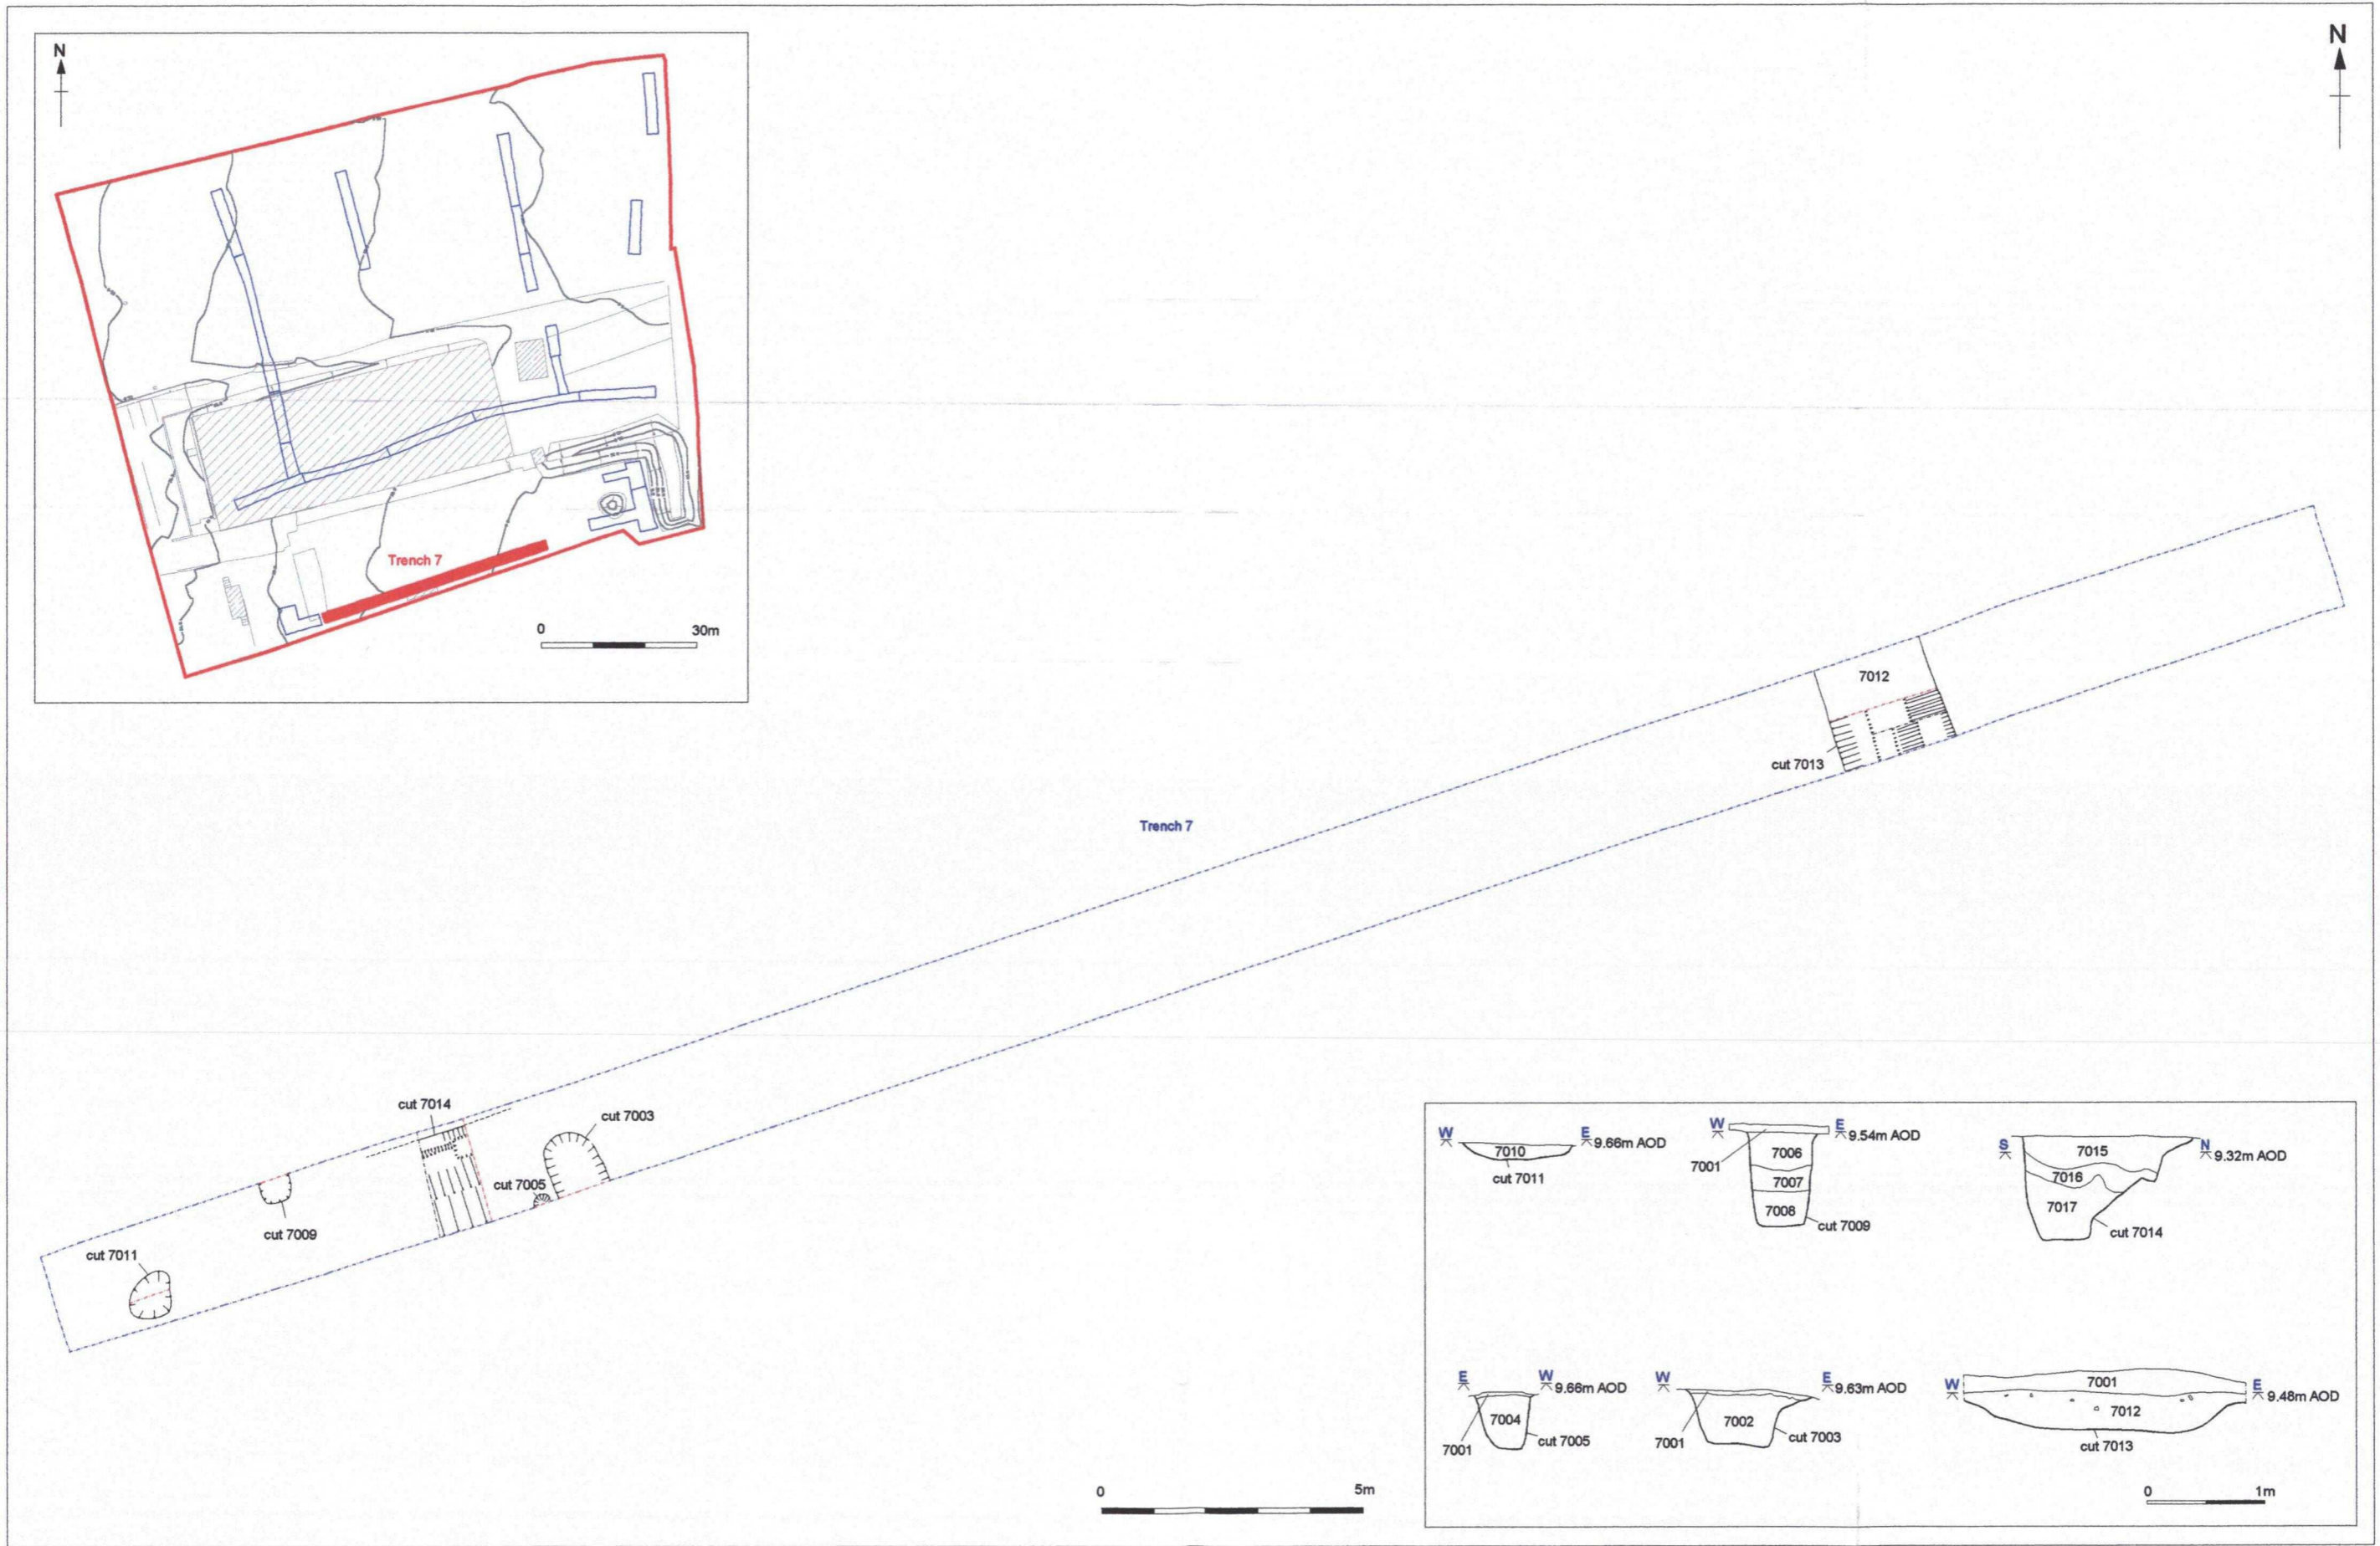 N
Trench 7
0 30m
N
7012
cut 7013
Trench 7
cut 7014
cut 7003
cut 7005
cut 7009
cut 7011
0 5m
W E 9.66m AOD
7010
cut 7011
W E 9.54m AOD
7001
7006
7007
7008
cut 7009
S N 9.32m AOD
7015
7016
7017
cut 7014
E W 9.66m AOD
7004
7001
cut 7005
W E 9.63m AOD
7002
7001
cut 7003
W E 9.48m AOD
7001
7012
cut 7013
0 1m